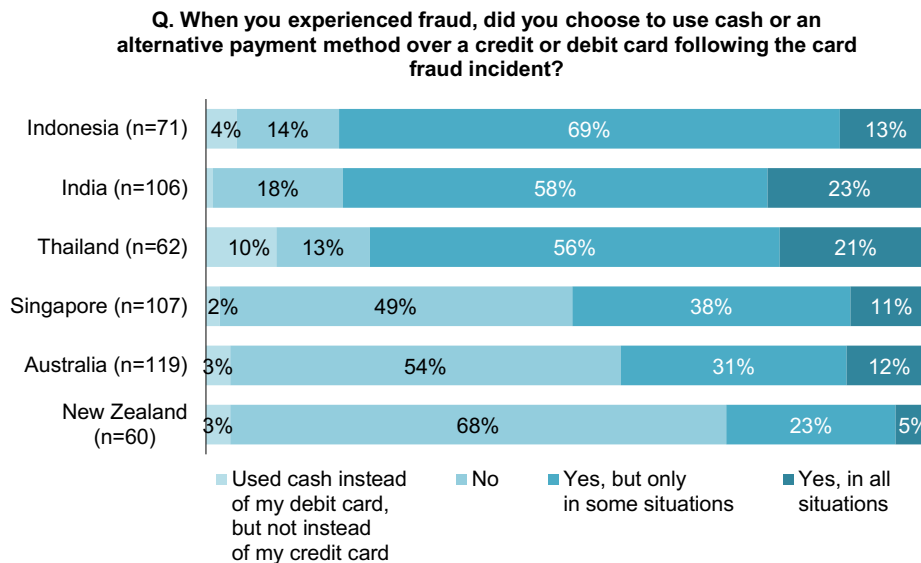 Q. When you experienced fraud, did you choose to use cash or an
alternative payment method over a credit or debit card following the card
fraud incident?
Indonesia (n=71) 4% 14% 69% 13%
India (n=106) 18% 58% 23%
Thailand (n=62) 10% 13% 56% 21%
Singapore (n=107) 2% 49% 38% 11%
Australia (n=119) 3% 54% 31% 12%
New Zealand
(n=60) 3% 68% 23% 5%
Used cash instead
of my debit card,
but not instead
of my credit card
No
Yes, but only
in some situations
Yes, in all
situations